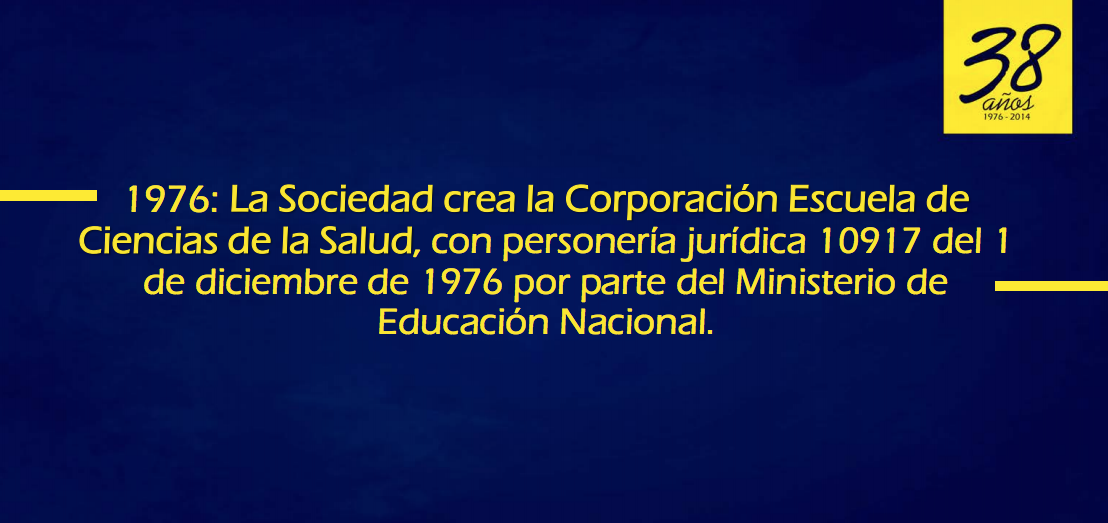 38
años
1976 - 2014
1976: La Sociedad crea la Corporación Escuela de
Ciencias de la Salud, con personería jurídica 10917 del 1
de diciembre de 1976 por parte del Ministerio de
Educación Nacional.